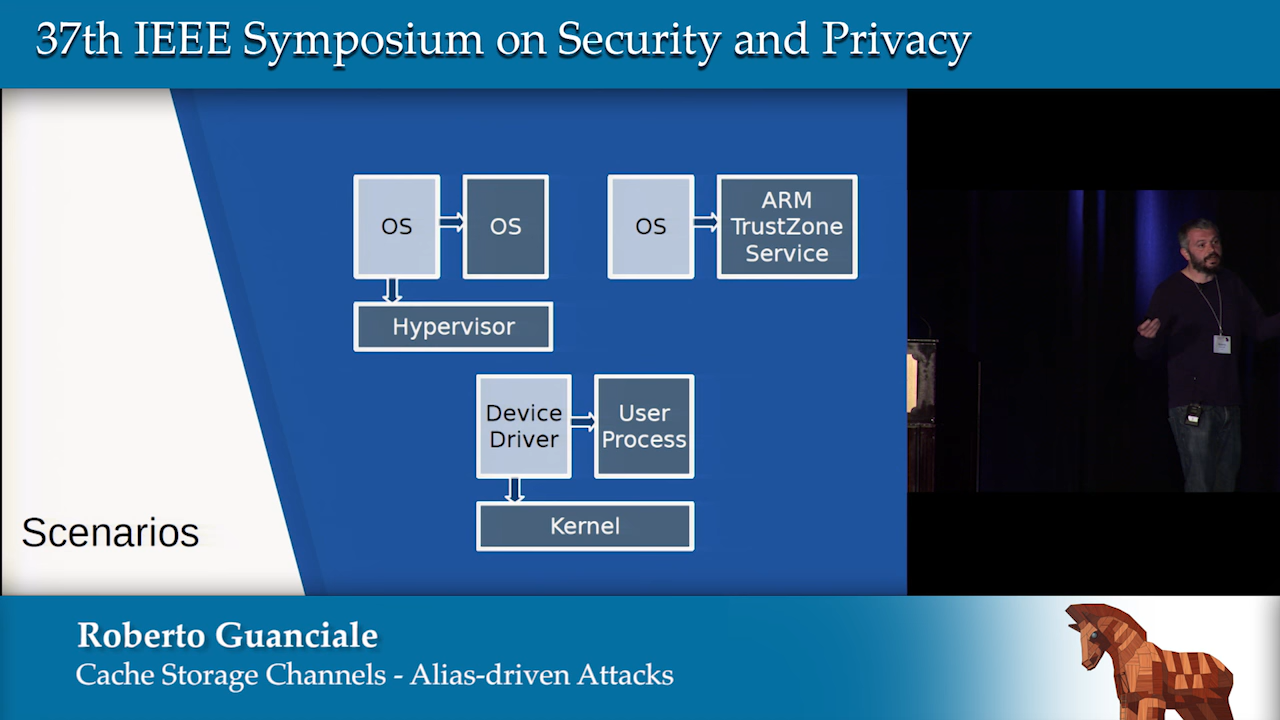 37th IEEE Symposium on Security and Privacy
OS
OS
Hypervisor
OS
ARM
TrustZone
Service
Device
Driver
User
Process
Kernel
Scenarios
Roberto Guanciale
Cache Storage Channels - Alias-driven Attacks